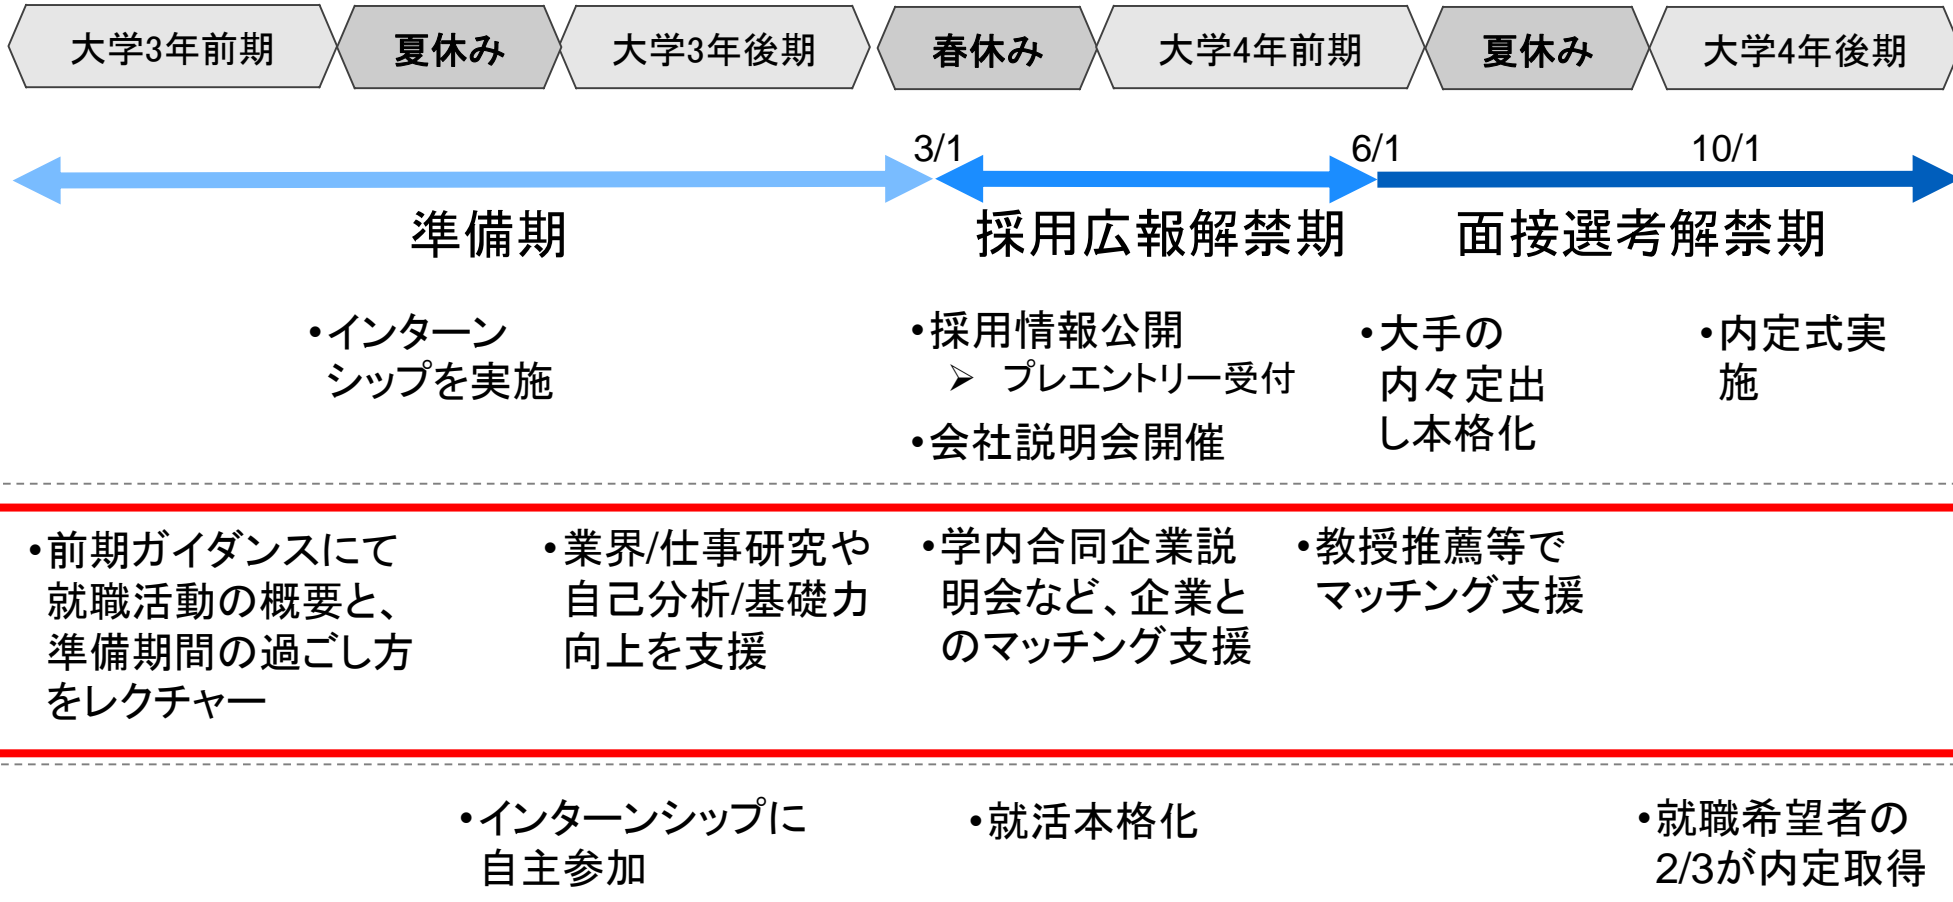 大学3年前期
夏休み
大学3年後期
春休み
大学4年前期
夏休み
大学4年後期
3/1
6/1
10/1
準備期
採用広報解禁期
面接選考解禁期
•インターン
シップを実施
•採用情報公開
➢ プレエントリー受付
•会社説明会開催
•大手の
内々定出
し本格化
•内定式実
施
•前期ガイダンスにて
就職活動の概要と、
準備期間の過ごし方
をレクチャー
•業界/仕事研究や
自己分析/基礎力
向上を支援
•学内合同企業説
明会など、企業と
のマッチング支援
•教授推薦等で
マッチング支援
•インターンシップに
自主参加
•就活本格化
•就職希望者の
2/3が内定取得